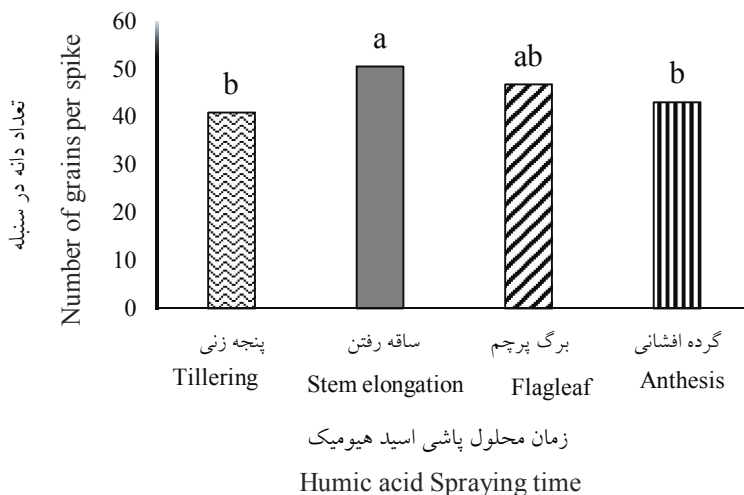 تعداد دانه در سنبله
Number of grains per spike
60
50
40
30
20
10
0
b
a
ab
b
پنجه زنی
ساقه رفتن
برگ پرچم
گرده افشانی
Tillering
Stem elongation
Flagleaf
Anthesis
زمان محلول پاشی اسید هیومیک
Humic acid Spraying time